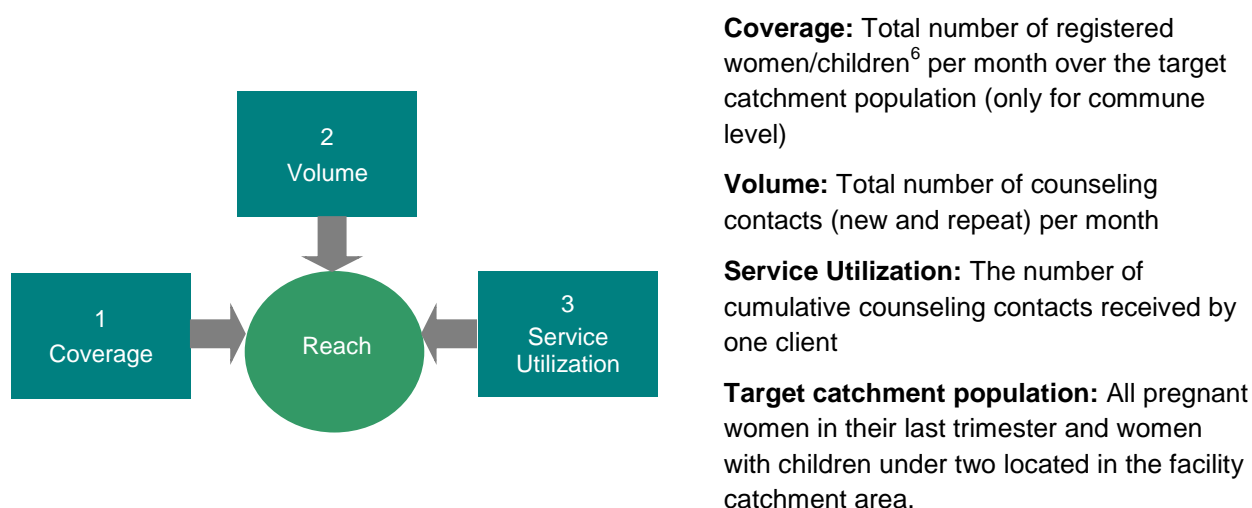 2
Volume
1
Coverage
Reach
3
Service
Utilization
Coverage: Total number of registered
women/children⁶ per month over the target
catchment population (only for commune
level)
Volume: Total number of counseling
contacts (new and repeat) per month
Service Utilization: The number of
cumulative counseling contacts received by
one client
Target catchment population: All pregnant
women in their last trimester and women
with children under two located in the facility
catchment area.